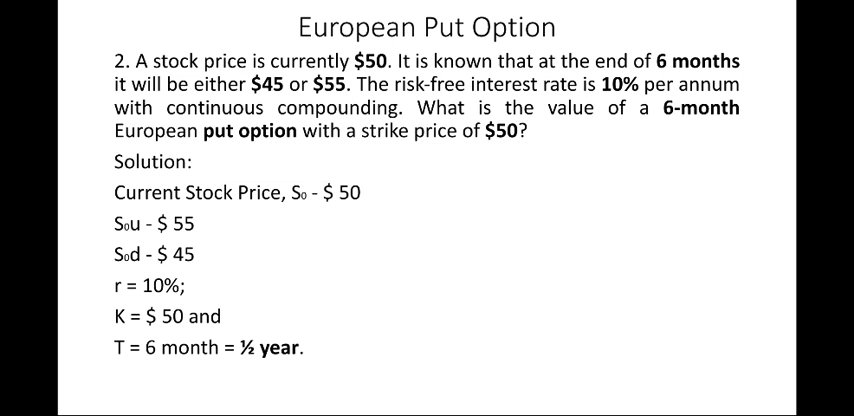 European Put Option
2. A stock price is currently $50. It is known that at the end of 6 months
it will be either $45 or $55. The risk-free interest rate is 10% per annum
with continuous compounding. What is the value of a 6-month
European put option with a strike price of $50?
Solution:
Current Stock Price, S₀ - $ 50
S₀u - $ 55
S₀d - $ 45
r = 10%;
K = $ 50 and
T = 6 month = ½ year.